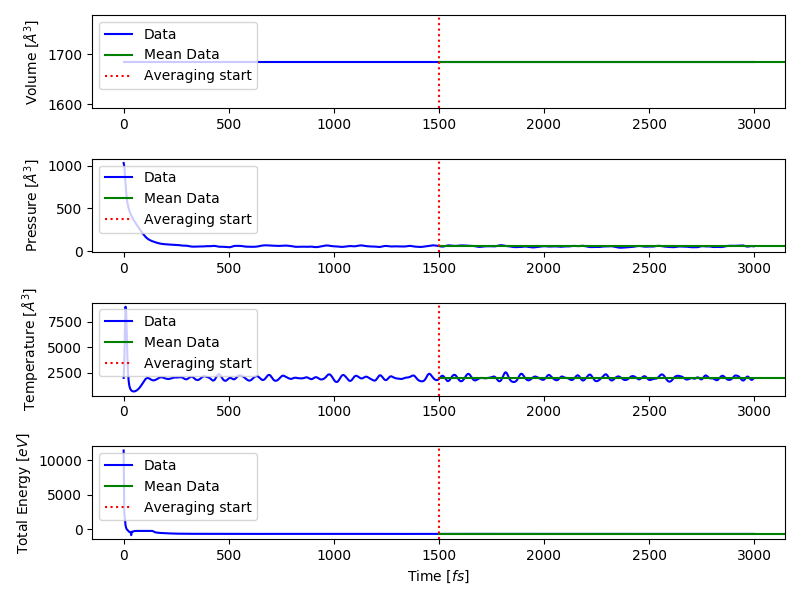 Volume [Å³]
1700
1600
Data
Mean Data
Averaging start
0 500 1000 1500 2000 2500 3000
Pressure [Å³]
1000
500
0
Data
Mean Data
Averaging start
0 500 1000 1500 2000 2500 3000
Temperature [Å³]
7500
5000
2500
Data
Mean Data
Averaging start
0 500 1000 1500 2000 2500 3000
Total Energy [eV]
10000
5000
0
Data
Mean Data
Averaging start
0 500 1000 1500 2000 2500 3000
Time [fs]